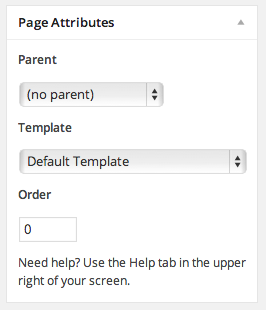 Page Attributes
Parent
(no parent)
Template
Default Template
Order
0
Need help? Use the Help tab in the upper
right of your screen.